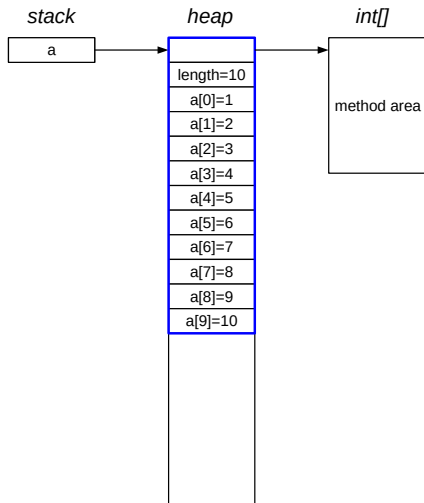 stack
heap
int[]
a
length=10
a[0]=1
a[1]=2
a[2]=3
a[3]=4
a[4]=5
a[5]=6
a[6]=7
a[7]=8
a[8]=9
a[9]=10
method area